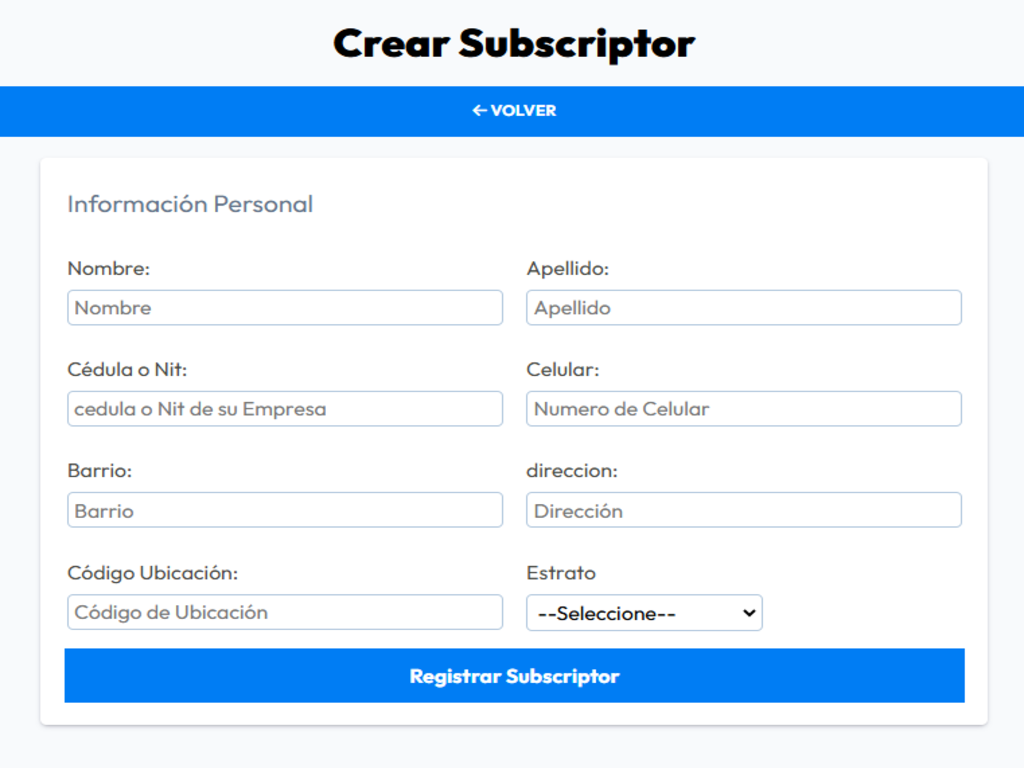 Crear Subscriptor
← VOLVER
Información Personal
Nombre: Apellido:
Nombre Apellido
Cédula o Nit: Celular:
cedula o Nit de su Empresa Numero de Celular
Barrio: direccion:
Barrio Dirección
Código Ubicación: Estrato
Código de Ubicación --Seleccione--
Registrar Subscriptor